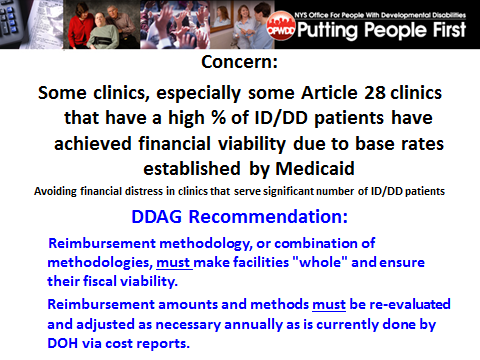 NYS Office For People With Developmental Disabilities
OPWDD
Putting People First
Concern:
Some clinics, especially some Article 28 clinics
that have a high % of ID/DD patients have
achieved financial viability due to base rates
established by Medicaid
Avoiding financial distress in clinics that serve significant number of ID/DD patients
DDAG Recommendation:
Reimbursement methodology, or combination of
methodologies, must make facilities "whole" and ensure
their fiscal viability.
Reimbursement amounts and methods must be re-evaluated
and adjusted as necessary annually as is currently done by
DOH via cost reports.